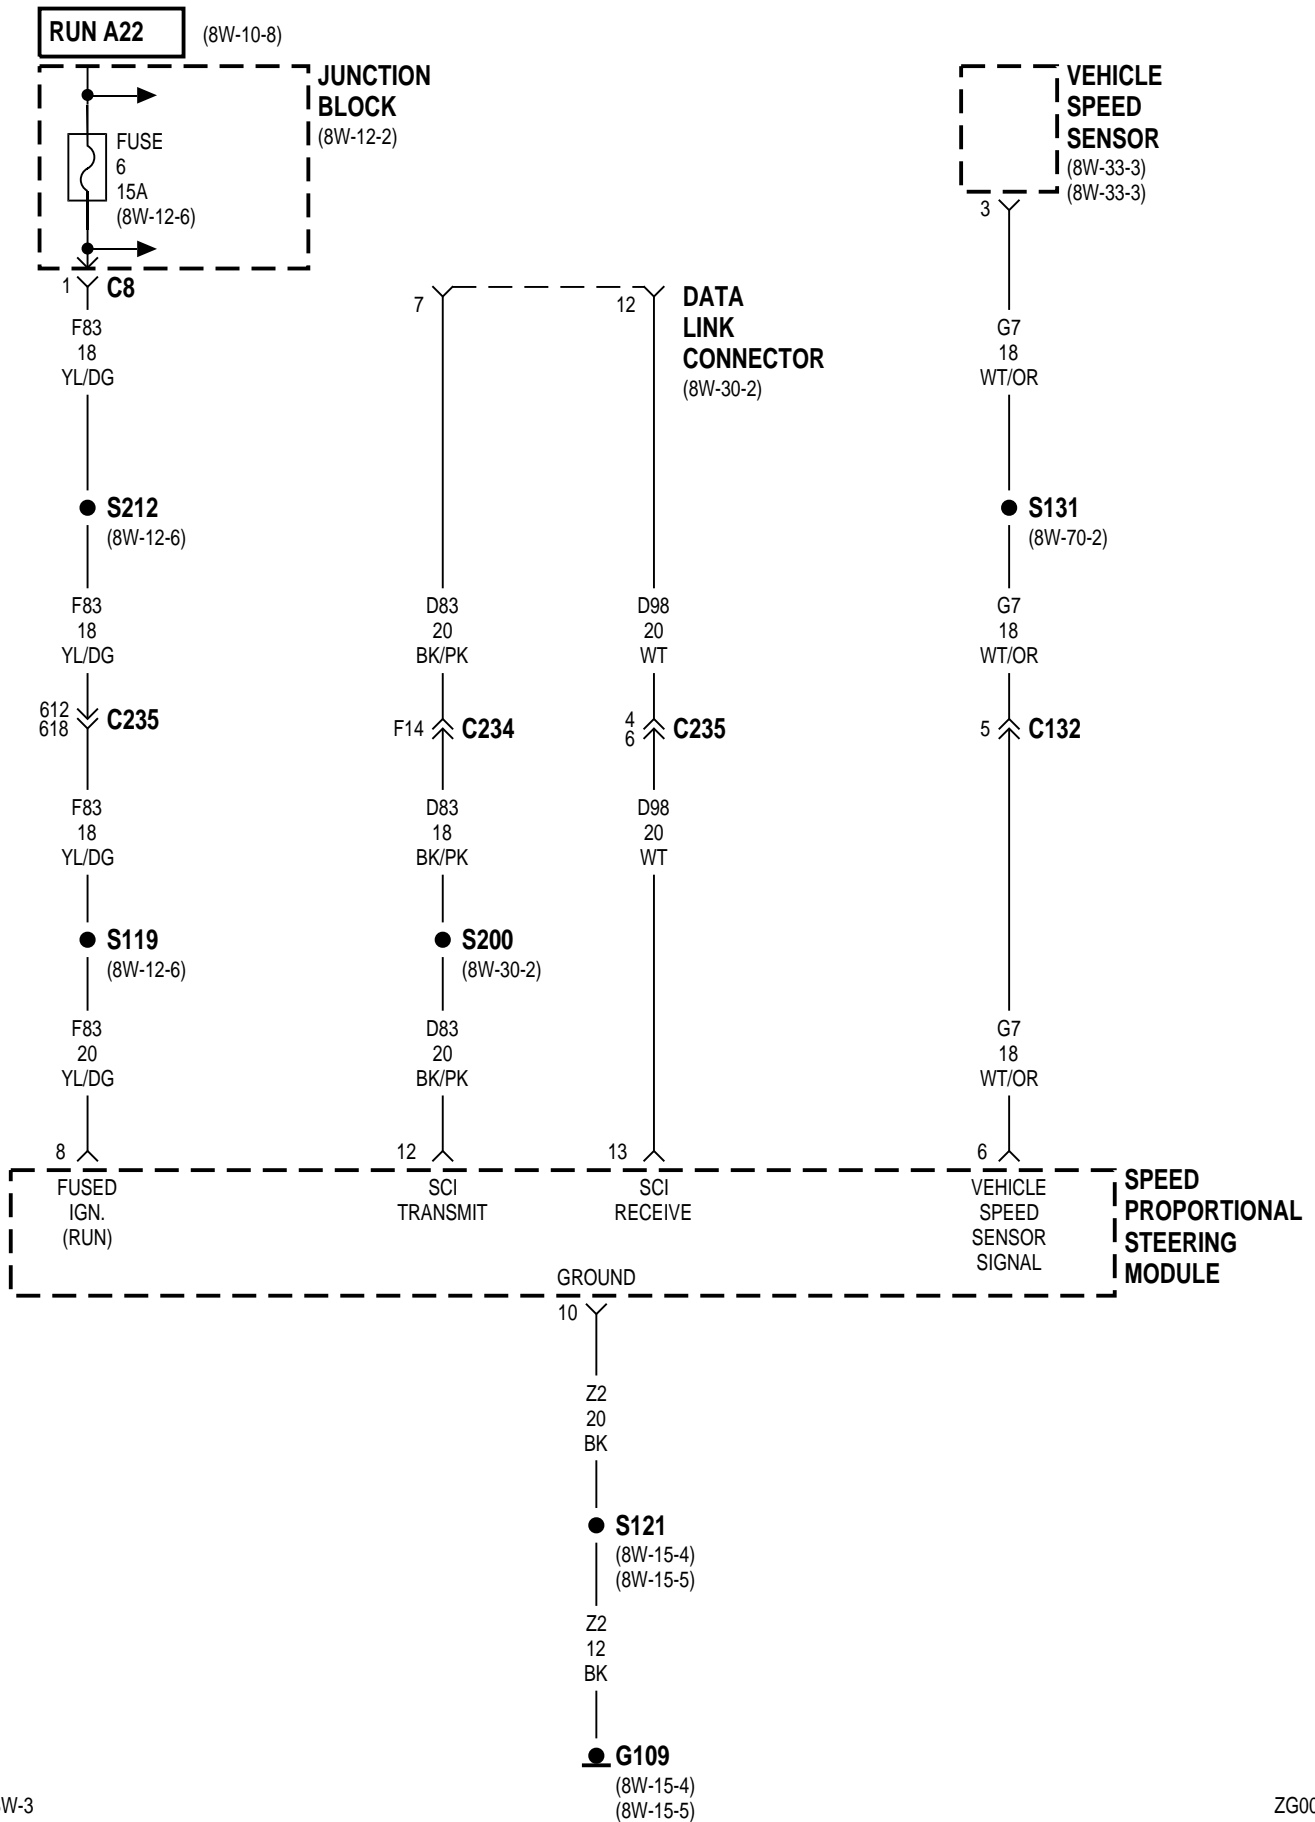 RUN A22 (8W-10-8)
JUNCTION
BLOCK
(8W-12-2)
FUSE
6
15A
(8W-12-6)
1 C8
F83
18
YL/DG
S212
(8W-12-6)
F83
18
YL/DG
612
618
C235
F83
18
YL/DG
S119
(8W-12-6)
F83
20
YL/DG
8
FUSED
IGN.
(RUN)
7
12
DATA
LINK
CONNECTOR
(8W-30-2)
D83
20
BK/PK
F14 C234
D83
18
BK/PK
S200
(8W-30-2)
D83
20
BK/PK
12
SCI
TRANSMIT
D98
20
WT
4
6
C235
D98
20
WT
13
SCI
RECEIVE
VEHICLE
SPEED
SENSOR
(8W-33-3)
(8W-33-3)
3
G7
18
WT/OR
S131
(8W-70-2)
G7
18
WT/OR
5 C132
G7
18
WT/OR
6
VEHICLE
SPEED
SENSOR
SIGNAL
SPEED
PROPORTIONAL
STEERING
MODULE
GROUND
10
Z2
20
BK
S121
(8W-15-4)
(8W-15-5)
Z2
12
BK
G109
(8W-15-4)
(8W-15-5)
W-3
ZG00